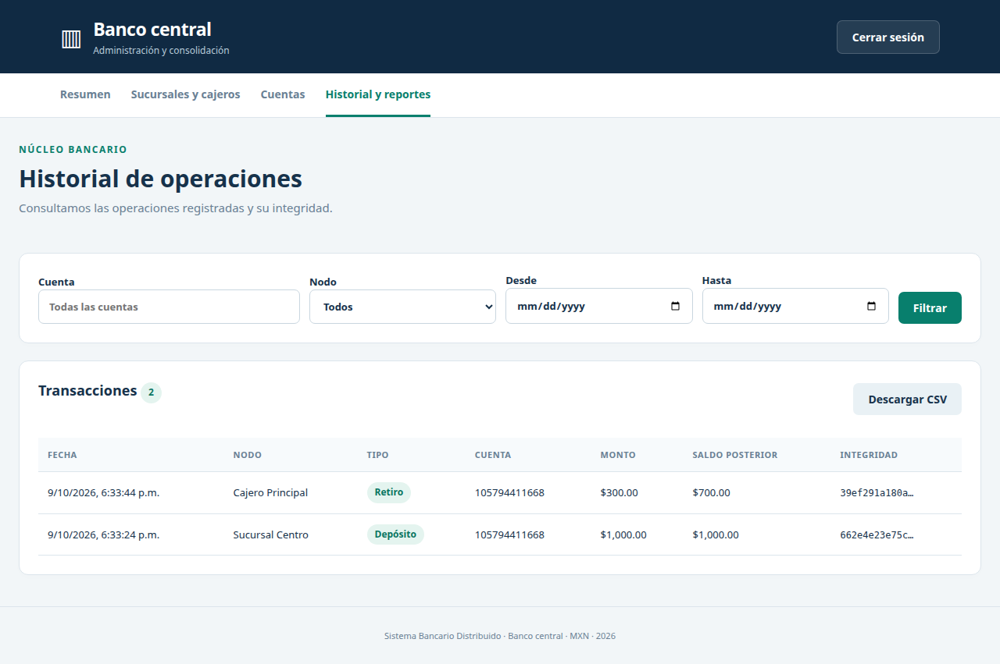 Banco central
Administración y consolidación
Cerrar sesión
Resumen
Sucursales y cajeros
Cuentas
Historial y reportes
NÚCLEO BANCARIO
Historial de operaciones
Consultamos las operaciones registradas y su integridad.
Cuenta
Todas las cuentas
Nodo
Todos
Desde
mm/dd/yyyy
Hasta
mm/dd/yyyy
Filtrar
Transacciones 2
Descargar CSV
FECHA NODO TIPO CUENTA MONTO SALDO POSTERIOR INTEGRIDAD
9/10/2026, 6:33:44 p.m. Cajero Principal Retiro 105794411668 $300.00 $700.00 39ef291a180a…
9/10/2026, 6:33:24 p.m. Sucursal Centro Depósito 105794411668 $1,000.00 $1,000.00 662e4e23e75c…
Sistema Bancario Distribuido · Banco central · MXN · 2026